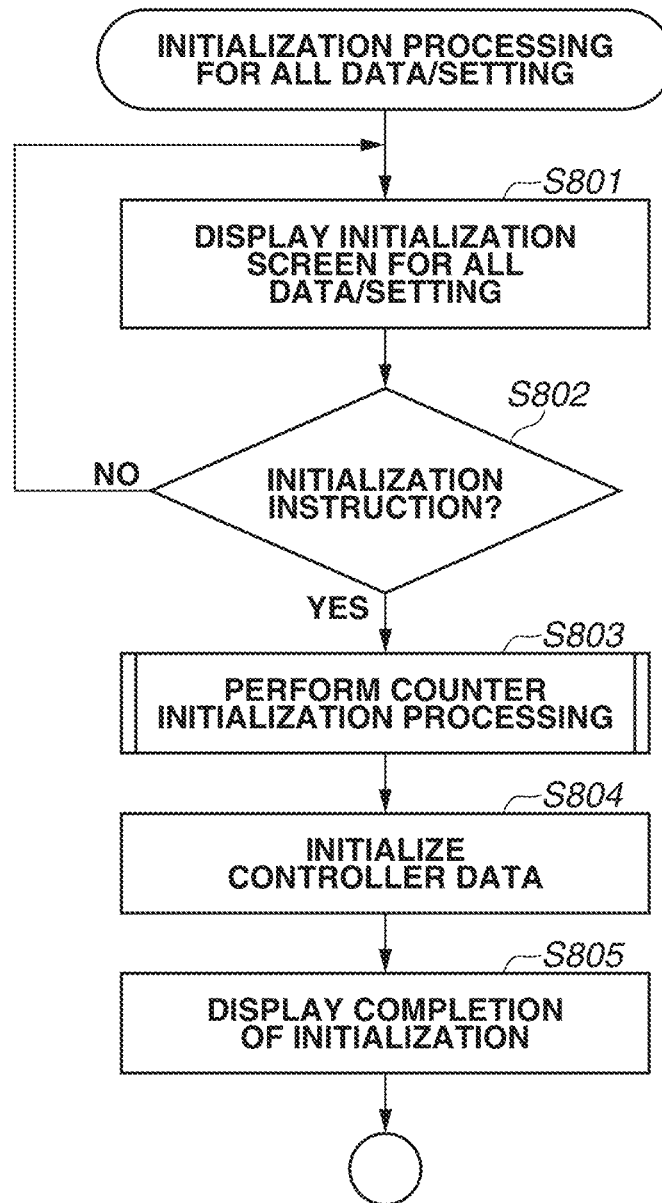 INITIALIZATION PROCESSING
FOR ALL DATA/SETTING
S801
DISPLAY INITIALIZATION
SCREEN FOR ALL
DATA/SETTING
S802
NO
INITIALIZATION
INSTRUCTION?
YES
S803
PERFORM COUNTER
INITIALIZATION PROCESSING
S804
INITIALIZE
CONTROLLER DATA
S805
DISPLAY COMPLETION
OF INITIALIZATION